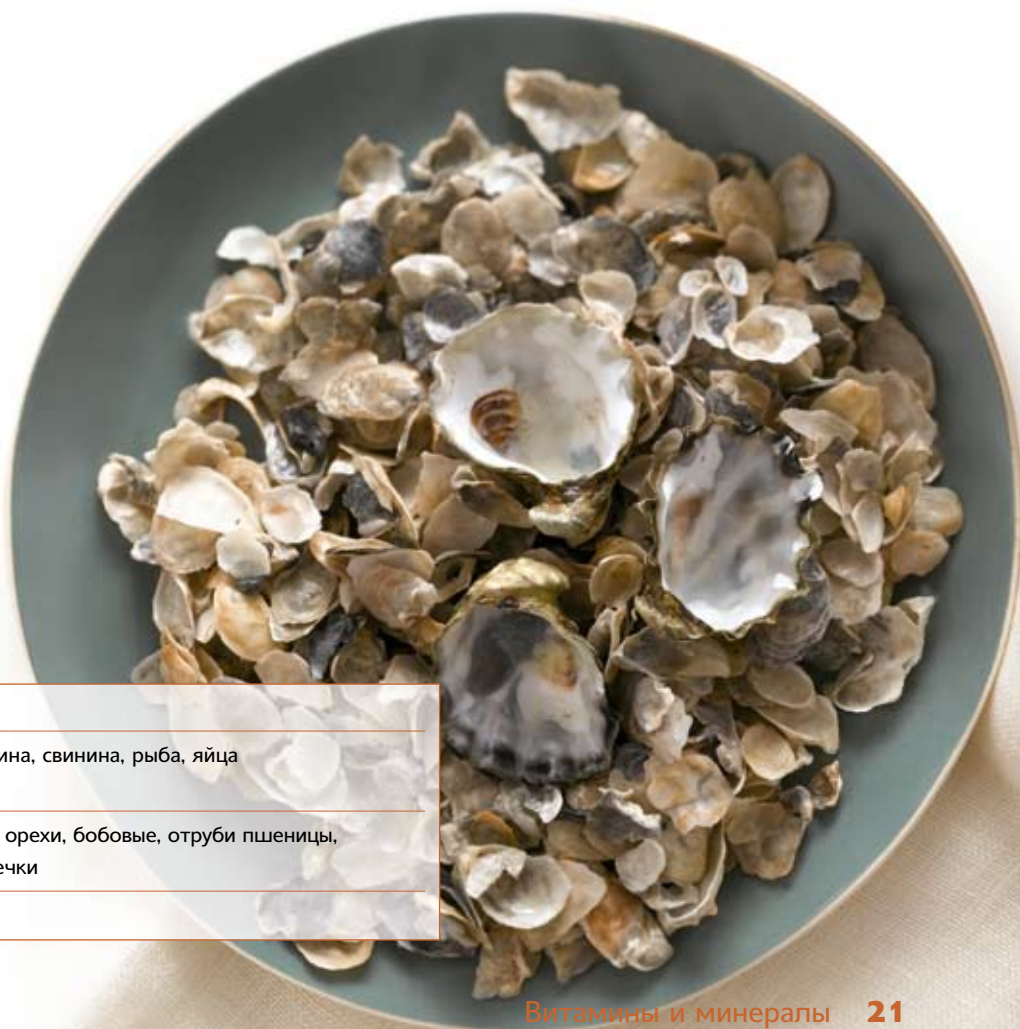 ина, свинина, рыба, яйца
орехи, бобовые, отруби пшеницы,
ечки
Витамины и минералы 21